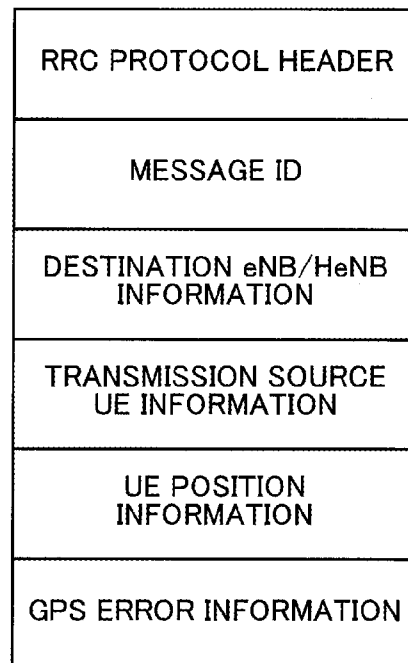 RRC PROTOCOL HEADER
MESSAGE ID
DESTINATION eNB/HeNB
INFORMATION
TRANSMISSION SOURCE
UE INFORMATION
UE POSITION
INFORMATION
GPS ERROR INFORMATION